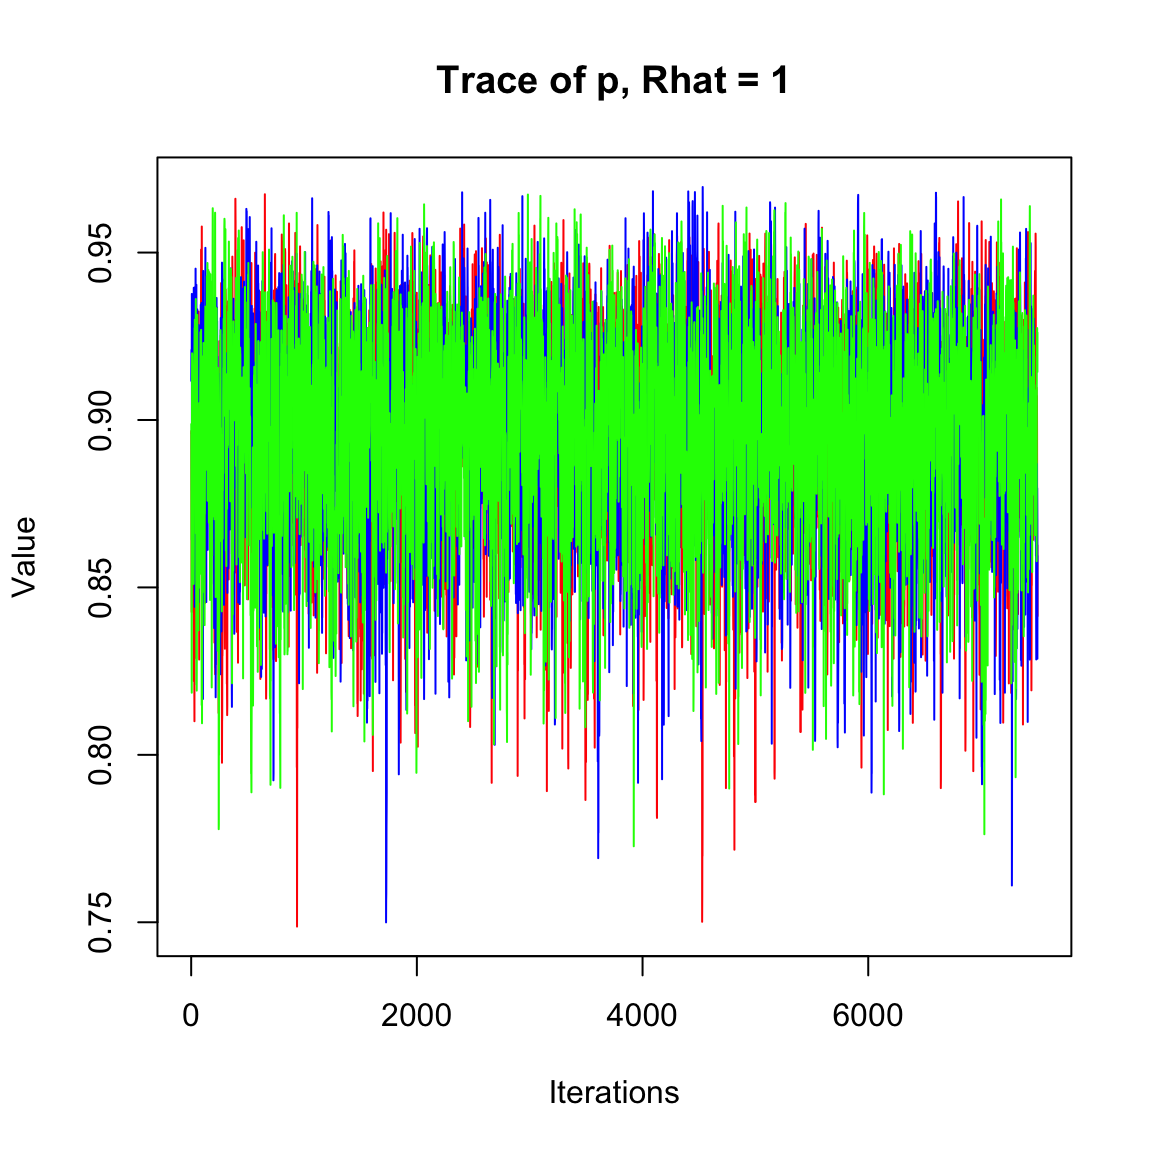 Trace of p, Rhat = 1
Value
0.95
0.90
0.85
0.80
0.75
0 2000 4000 6000
Iterations